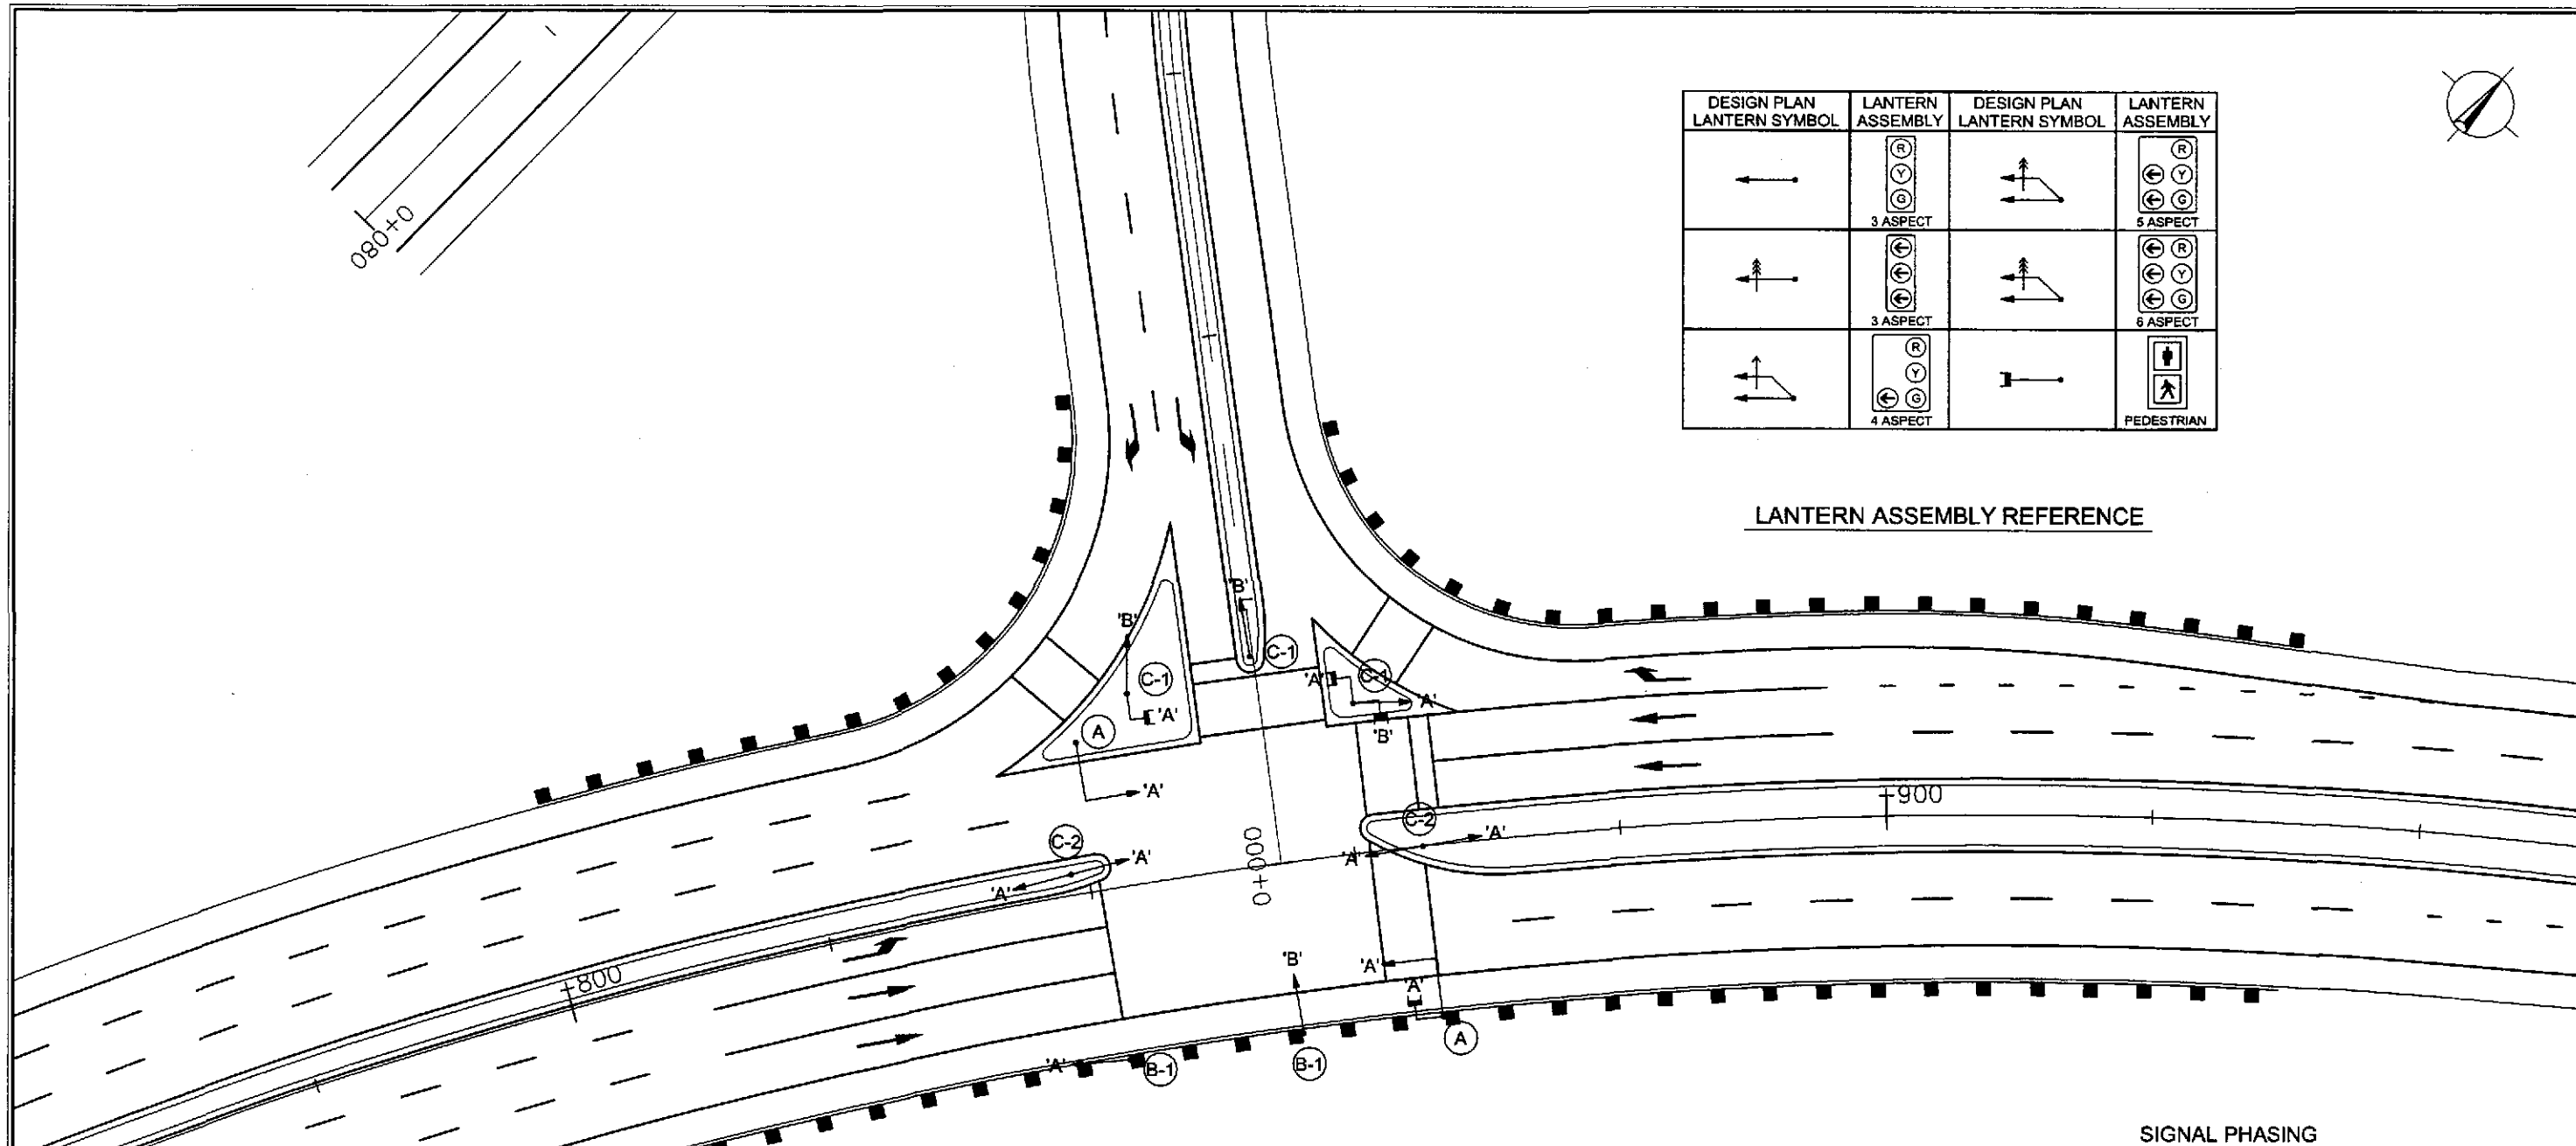 DESIGN PLAN LANTERN SYMBOL
LANTERN ASSEMBLY
DESIGN PLAN LANTERN SYMBOL
LANTERN ASSEMBLY
R
Y
G
3 ASPECT
R
Y
G
5 ASPECT
3 ASPECT
R
Y
G
6 ASPECT
R
Y
G
4 ASPECT
PEDESTRIAN
LANTERN ASSEMBLY REFERENCE
0+080
'B'
'B'
C-1
C-1
'A'
A
'A'
'A'
C-1
'A'
'B'
+900
C-2
'A'
'A'
C-2
'A'
'A'
0+000
+800
'B'
'A'
'A'
A
'A'
B-1
B-1
SIGNAL PHASING